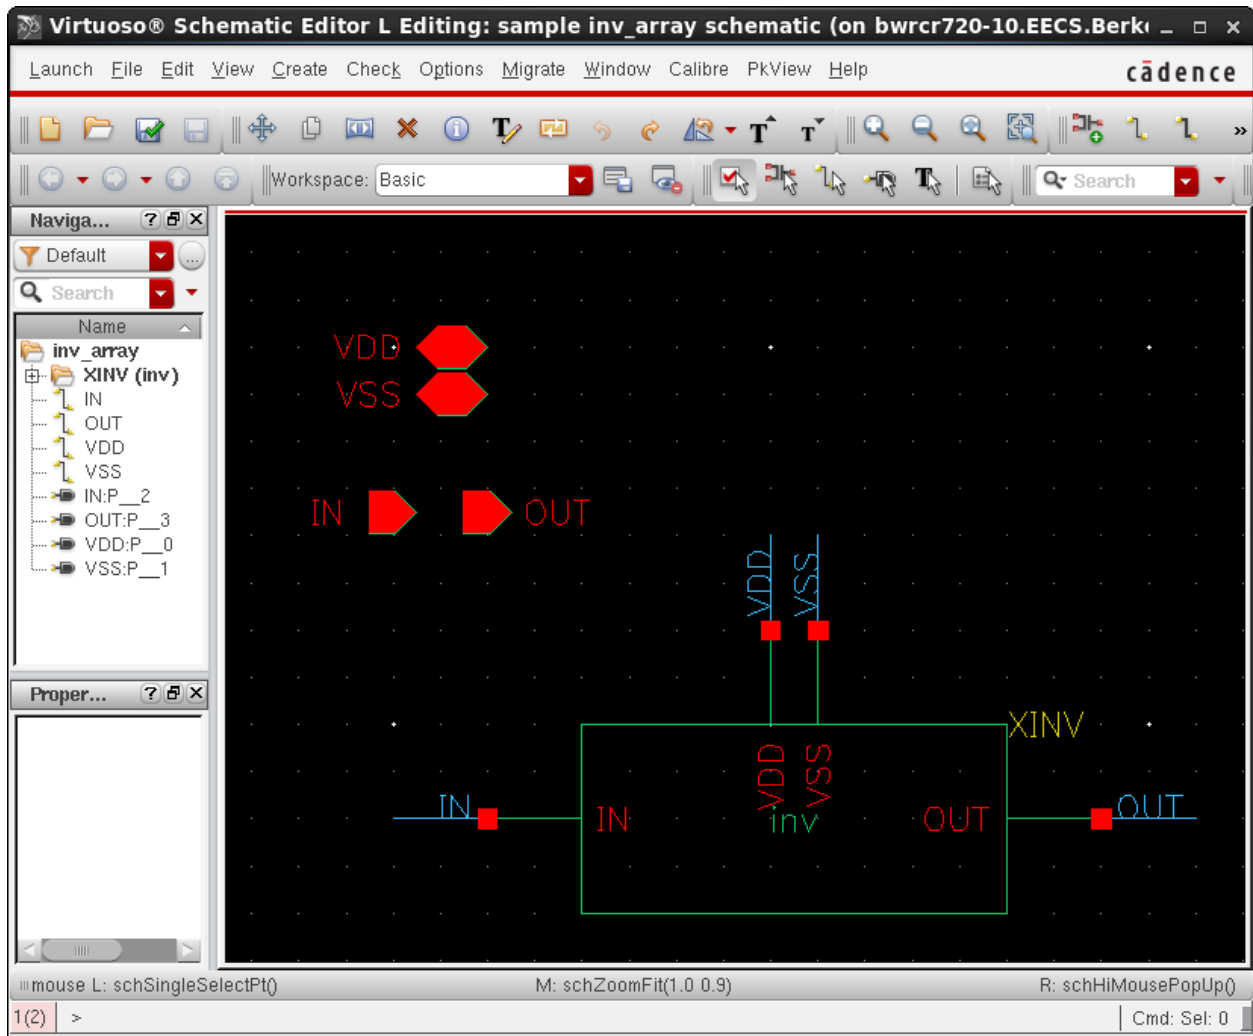 Virtuoso® Schematic Editor L Editing: sample inv_array schematic (on bwrcr720-10.EECS.Berk
Launch File Edit View Create Check Options Migrate Window Calibre PkView Help cādence
T T T »
Workspace: Basic T Search
Naviga...
Default ...
Search
Name
inv_array
XINV (inv)
IN
OUT
VDD
VSS
IN:P__2
OUT:P__3
VDD:P__0
VSS:P__1
Proper...
VDD
VSS
IN OUT
VDD VSS
XINV
VDD VSS
IN IN inv OUT OUT
mouse L: schSingleSelectPt() M: schZoomFit(1.0 0.9) R: schHiMousePopUp()
1(2) > Cmd: Sel: 0